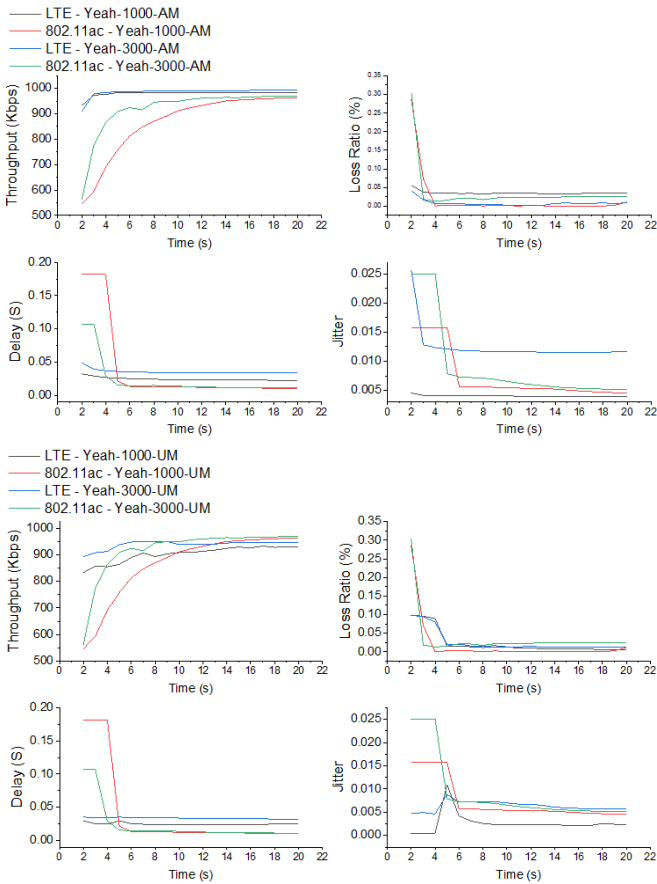 LTE - Yeah-1000-AM
802.11ac - Yeah-1000-AM
LTE - Yeah-3000-AM
802.11ac - Yeah-3000-AM
Throughput (Kbps)
1000
900
800
700
600
500
0 2 4 6 8 10 12 14 16 18 20 22
Time (s)
Loss Ratio (%)
0.35
0.30
0.25
0.20
0.15
0.10
0.05
0.00
0 2 4 6 8 10 12 14 16 18 20 22
Time (s)
Delay (S)
0.20
0.15
0.10
0.05
0.00
0 2 4 6 8 10 12 14 16 18 20 22
Time (s)
Jitter
0.025
0.020
0.015
0.010
0.005
0 2 4 6 8 10 12 14 16 18 20 22
Time (s)
LTE - Yeah-1000-UM
802.11ac - Yeah-1000-UM
LTE - Yeah-3000-UM
802.11ac - Yeah-3000-UM
Throughput (Kbps)
1000
900
800
700
600
500
0 2 4 6 8 10 12 14 16 18 20 22
Time (s)
Loss Ratio (%)
0.35
0.30
0.25
0.20
0.15
0.10
0.05
0.00
0 2 4 6 8 10 12 14 16 18 20 22
Time (s)
Delay (S)
0.20
0.15
0.10
0.05
0.00
0 2 4 6 8 10 12 14 16 18 20 22
Time (s)
Jitter
0.025
0.020
0.015
0.010
0.005
0.000
0 2 4 6 8 10 12 14 16 18 20 22
Time (s)